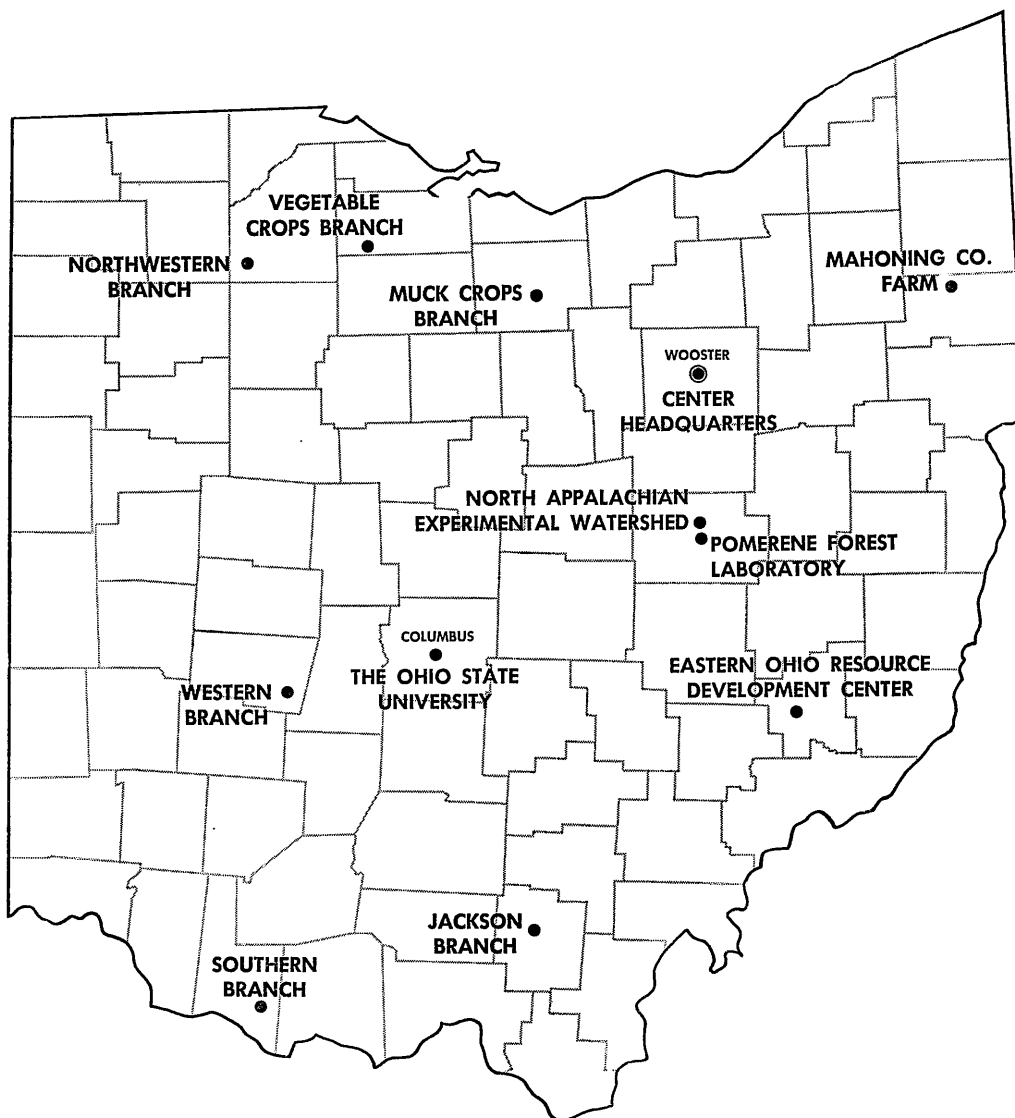 VEGETABLE
CROPS BRANCH
NORTHWESTERN
BRANCH
MAHONING CO.
FARM
MUCK CROPS
BRANCH
WOOSTER
CENTER
HEADQUARTERS
NORTH APPALACHIAN
EXPERIMENTAL WATERSHED
POMERENE FOREST
LABORATORY
COLUMBUS
THE OHIO STATE
UNIVERSITY
EASTERN OHIO RESOURCE
DEVELOPMENT CENTER
WESTERN
BRANCH
JACKSON
BRANCH
SOUTHERN
BRANCH